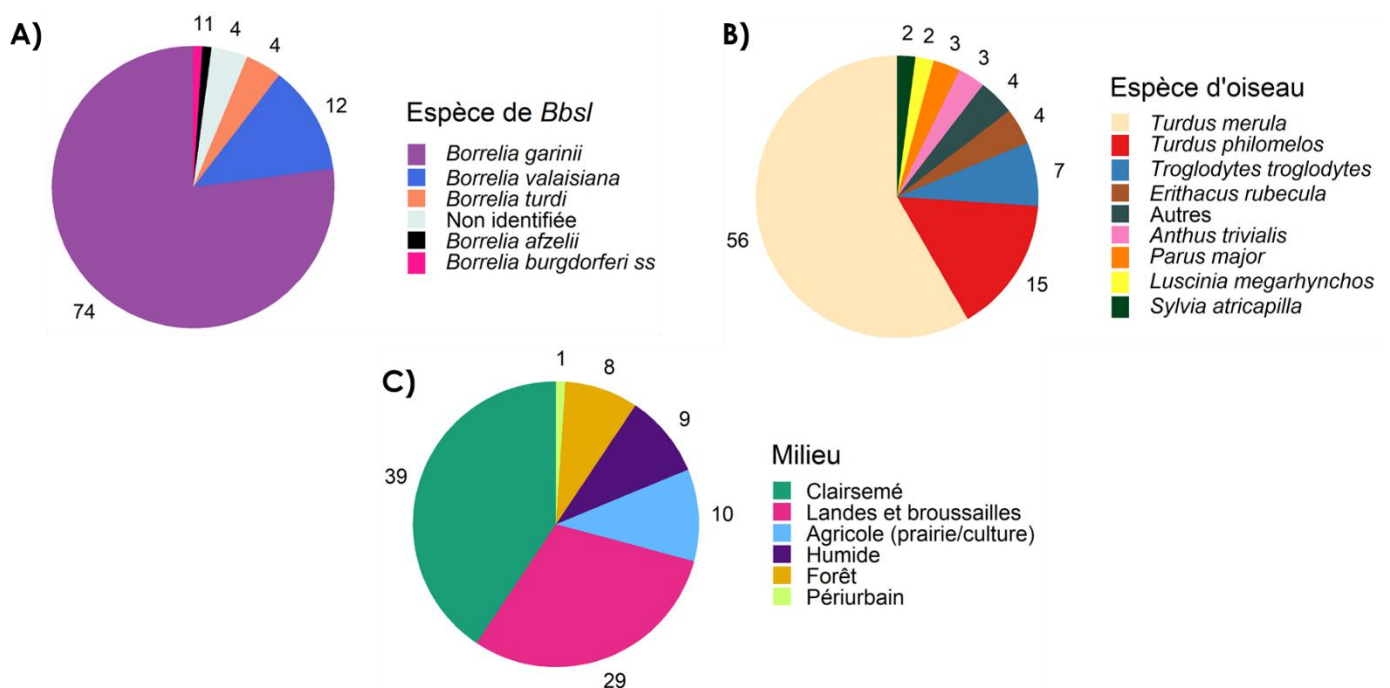 A)
11
4
4
12
74
Espèce de Bbsl
Borrelia garinii
Borrelia valaisiana
Borrelia turdi
Non identifiée
Borrelia afzelii
Borrelia burgdorferi ss
B)
2
2
3
3
4
4
7
15
56
Espèce d'oiseau
Turdus merula
Turdus philomelos
Troglodytes troglodytes
Erithacus rubecula
Autres
Anthus trivialis
Parus major
Luscinia megarhynchos
Sylvia atricapilla
C)
1
8
9
10
29
39
Milieu
Clairsemé
Landes et broussailles
Agricole (prairie/culture)
Humide
Forêt
Périurbain